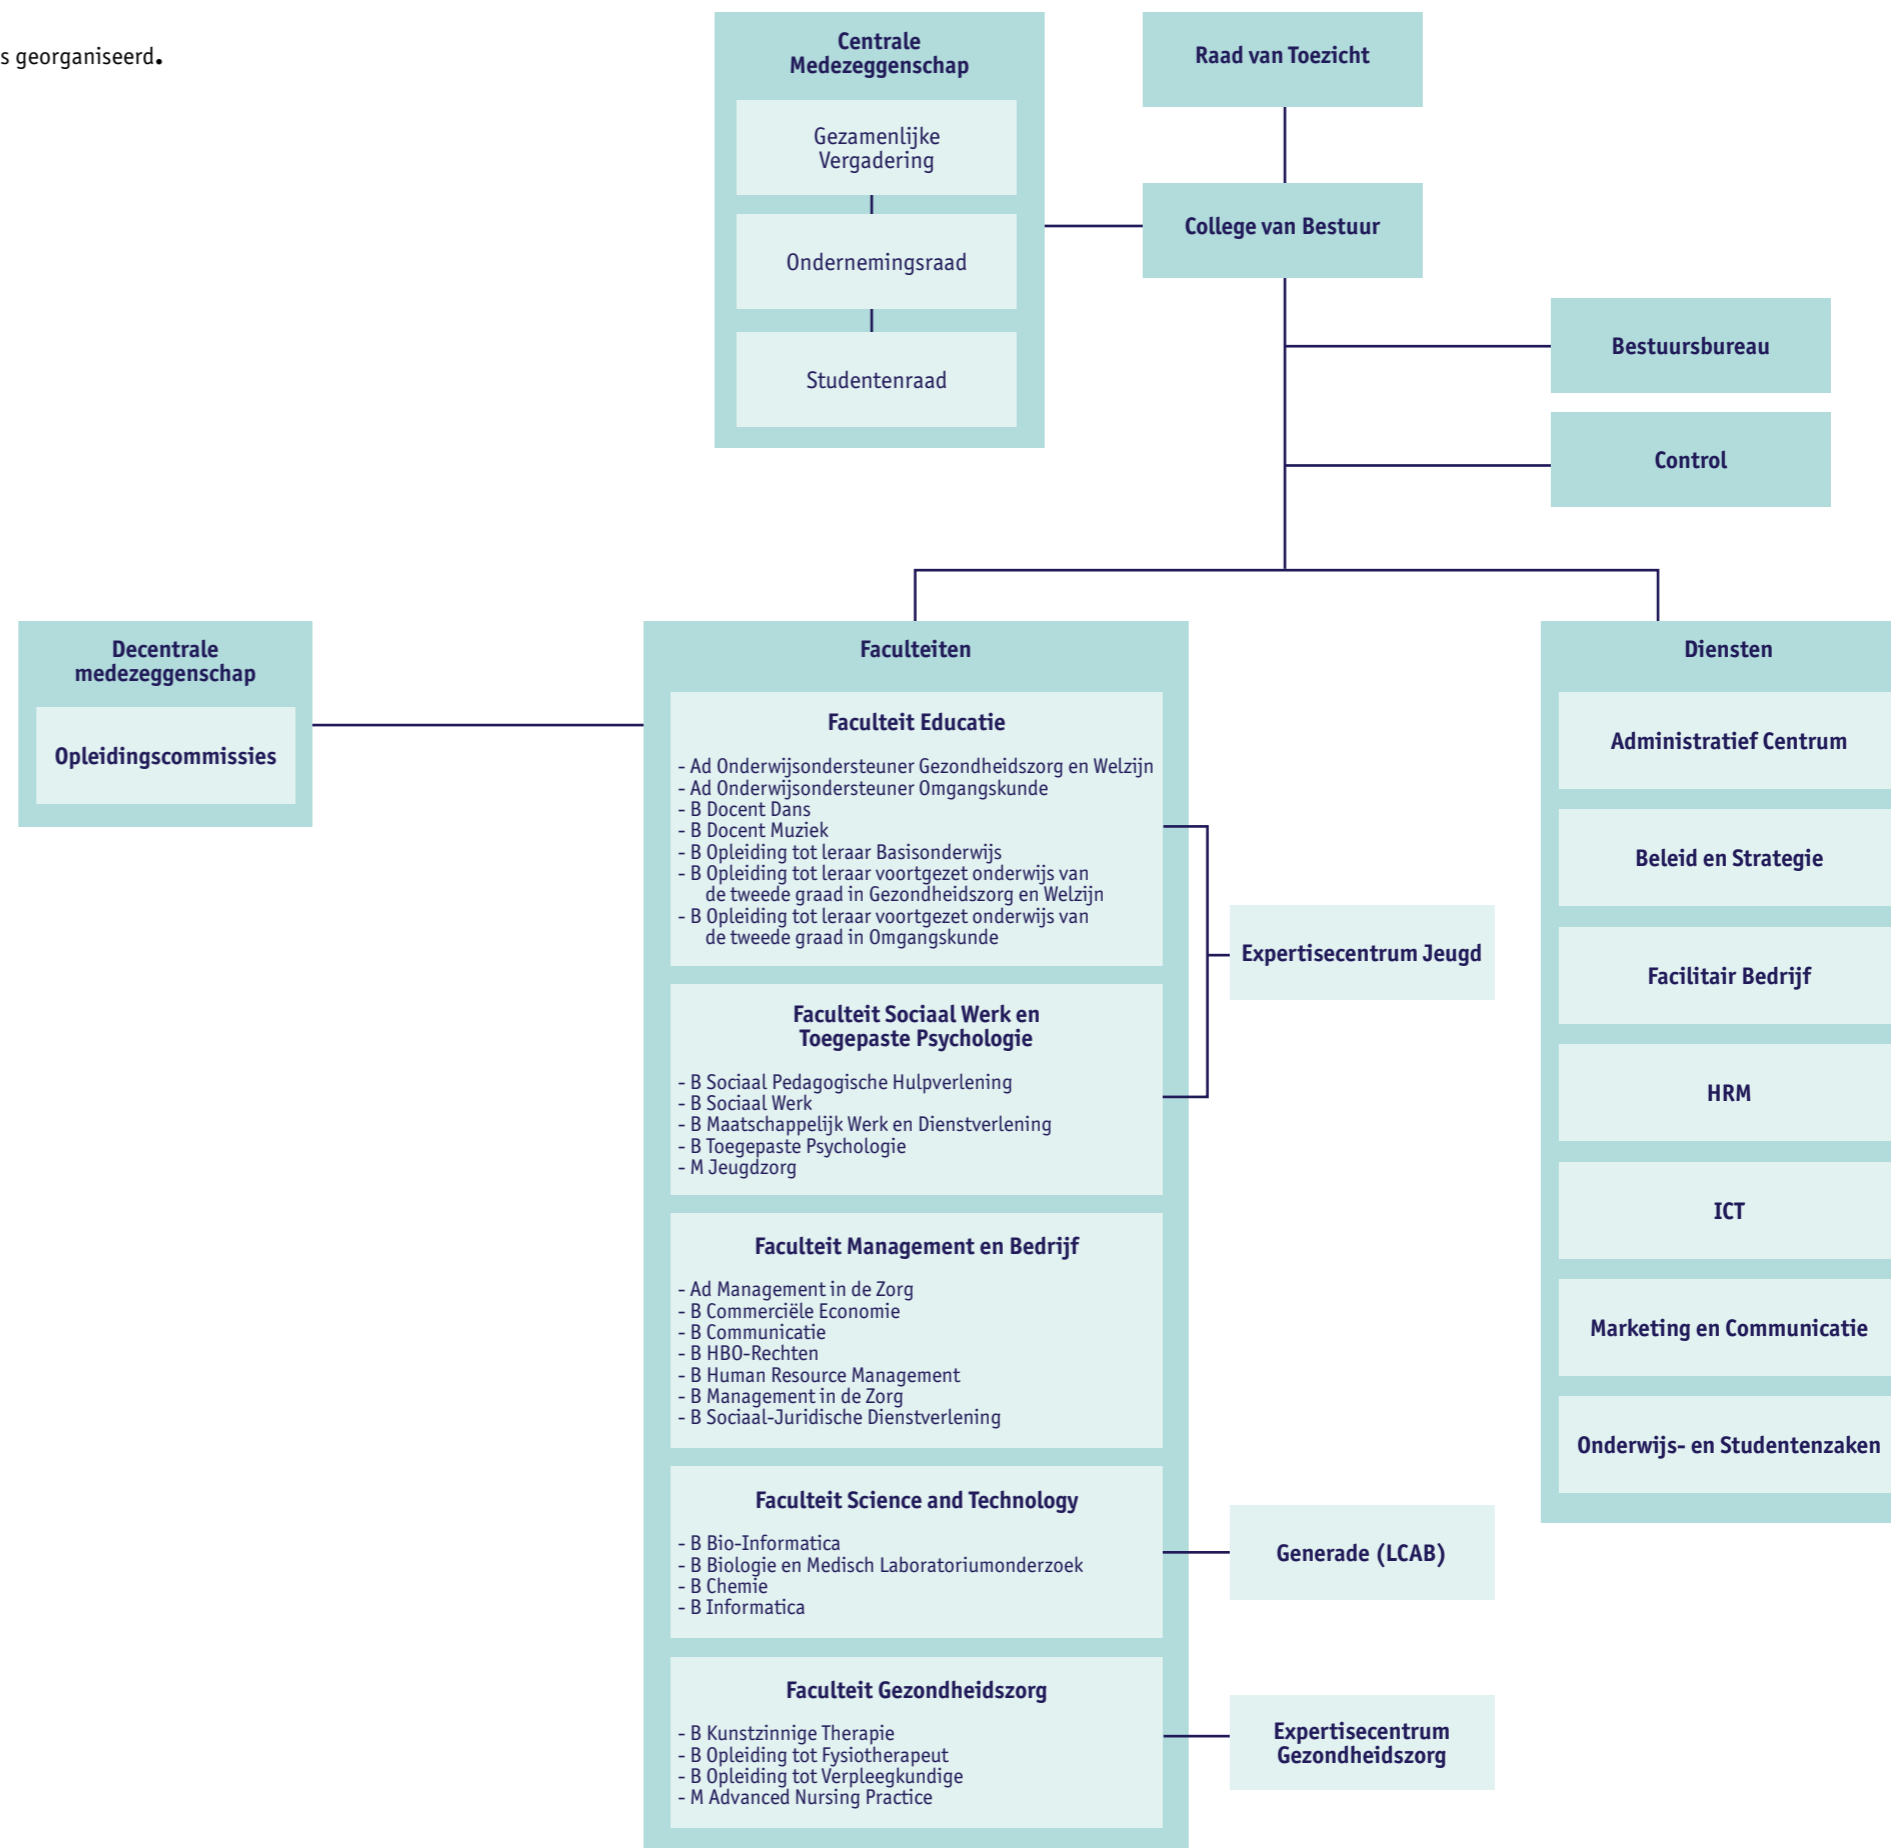 s georganiseerd.
Centrale
Medezeggenschap
Gezamenlijke
Vergadering
Ondernemingsraad
Studentenraad
Raad van Toezicht
College van Bestuur
Bestuursbureau
Control
Decentrale
medezeggenschap
Opleidingscommissies
Faculteiten
Faculteit Educatie
- Ad Onderwijsondersteuner Gezondheidszorg en Welzijn
- Ad Onderwijsondersteuner Omgangskunde
- B Docent Dans
- B Docent Muziek
- B Opleiding tot leraar Basisonderwijs
- B Opleiding tot leraar voortgezet onderwijs van
de tweede graad in Gezondheidszorg en Welzijn
- B Opleiding tot leraar voortgezet onderwijs van
de tweede graad in Omgangskunde
Expertisecentrum Jeugd
Faculteit Sociaal Werk en
Toegepaste Psychologie
- B Sociaal Pedagogische Hulpverlening
- B Sociaal Werk
- B Maatschappelijk Werk en Dienstverlening
- B Toegepaste Psychologie
- M Jeugdzorg
Faculteit Management en Bedrijf
- Ad Management in de Zorg
- B Commerciële Economie
- B Communicatie
- B HBO-Rechten
- B Human Resource Management
- B Management in de Zorg
- B Sociaal-Juridische Dienstverlening
Faculteit Science and Technology
- B Bio-Informatica
- B Biologie en Medisch Laboratoriumonderzoek
- B Chemie
- B Informatica
Generade (LCAB)
Faculteit Gezondheidszorg
- B Kunstzinnige Therapie
- B Opleiding tot Fysiotherapeut
- B Opleiding tot Verpleegkundige
- M Advanced Nursing Practice
Expertisecentrum
Gezondheidszorg
Diensten
Administratief Centrum
Beleid en Strategie
Facilitair Bedrijf
HRM
ICT
Marketing en Communicatie
Onderwijs- en Studentenzaken